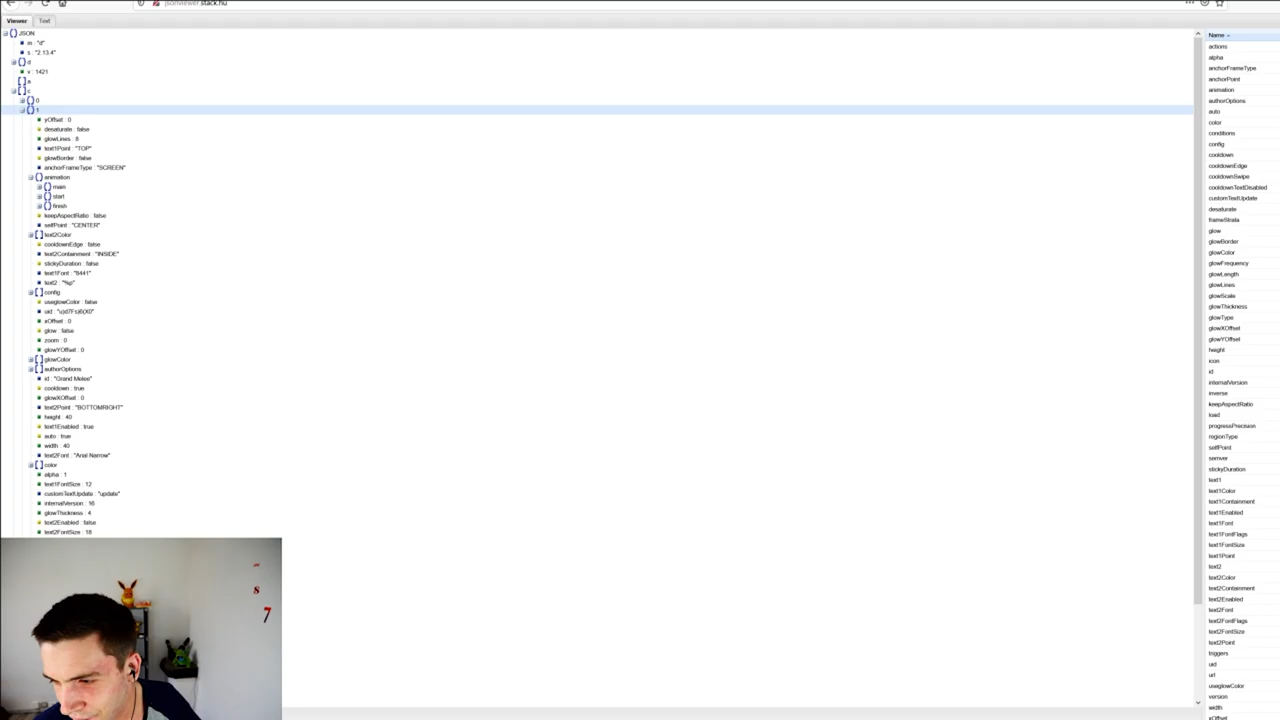 jsonviewer.stack.hu
Viewer Text
JSON
m : "d"
s : "2.13.4"
d
v : 1421
a
c
0
1
yOffset : 0
desaturate : false
glowLines : 8
text1Point : "TOP"
glowBorder : false
anchorFrameType : "SCREEN"
animation
main
start
finish
keepAspectRatio : false
selfPoint : "CENTER"
text2Color
cooldownEdge : false
text2Containment : "INSIDE"
stickyDuration : false
text1Font : "8441"
text2 : "%p"
config
useglowColor : false
xOffset : 0
glow : false
zoom : 0
glowYOffset : 0
glowColor
authorOptions
id : "Grand Melee"
cooldown : true
glowXOffset : 0
text2Point : "BOTTOMRIGHT"
height : 40
text1Enabled : true
auto : true
width : 40
text2Font : "Arial Narrow"
color
alpha : 1
text1FontSize : 12
customTextUpdate : "update"
internalVersion : 16
glowThickness : 4
text2Enabled : false
text2FontSize : 18
Name
actions
alpha
anchorFrameType
anchorPoint
animation
authorOptions
auto
color
conditions
config
cooldown
cooldownEdge
cooldownSwipe
cooldownTextDisabled
customTextUpdate
desaturate
frameStrata
glow
glowBorder
glowColor
glowFrequency
glowLength
glowLines
glowScale
glowThickness
glowType
glowXOffset
glowYOffset
height
icon
id
internalVersion
inverse
keepAspectRatio
load
progressPrecision
regionType
selfPoint
semver
stickyDuration
text1
text1Color
text1Containment
text1Enabled
text1Font
text1FontFlags
text1FontSize
text1Point
text2
text2Color
text2Containment
text2Enabled
text2Font
text2FontFlags
text2FontSize
text2Point
triggers
uid
url
useglowColor
version
width
xOffset
8
7